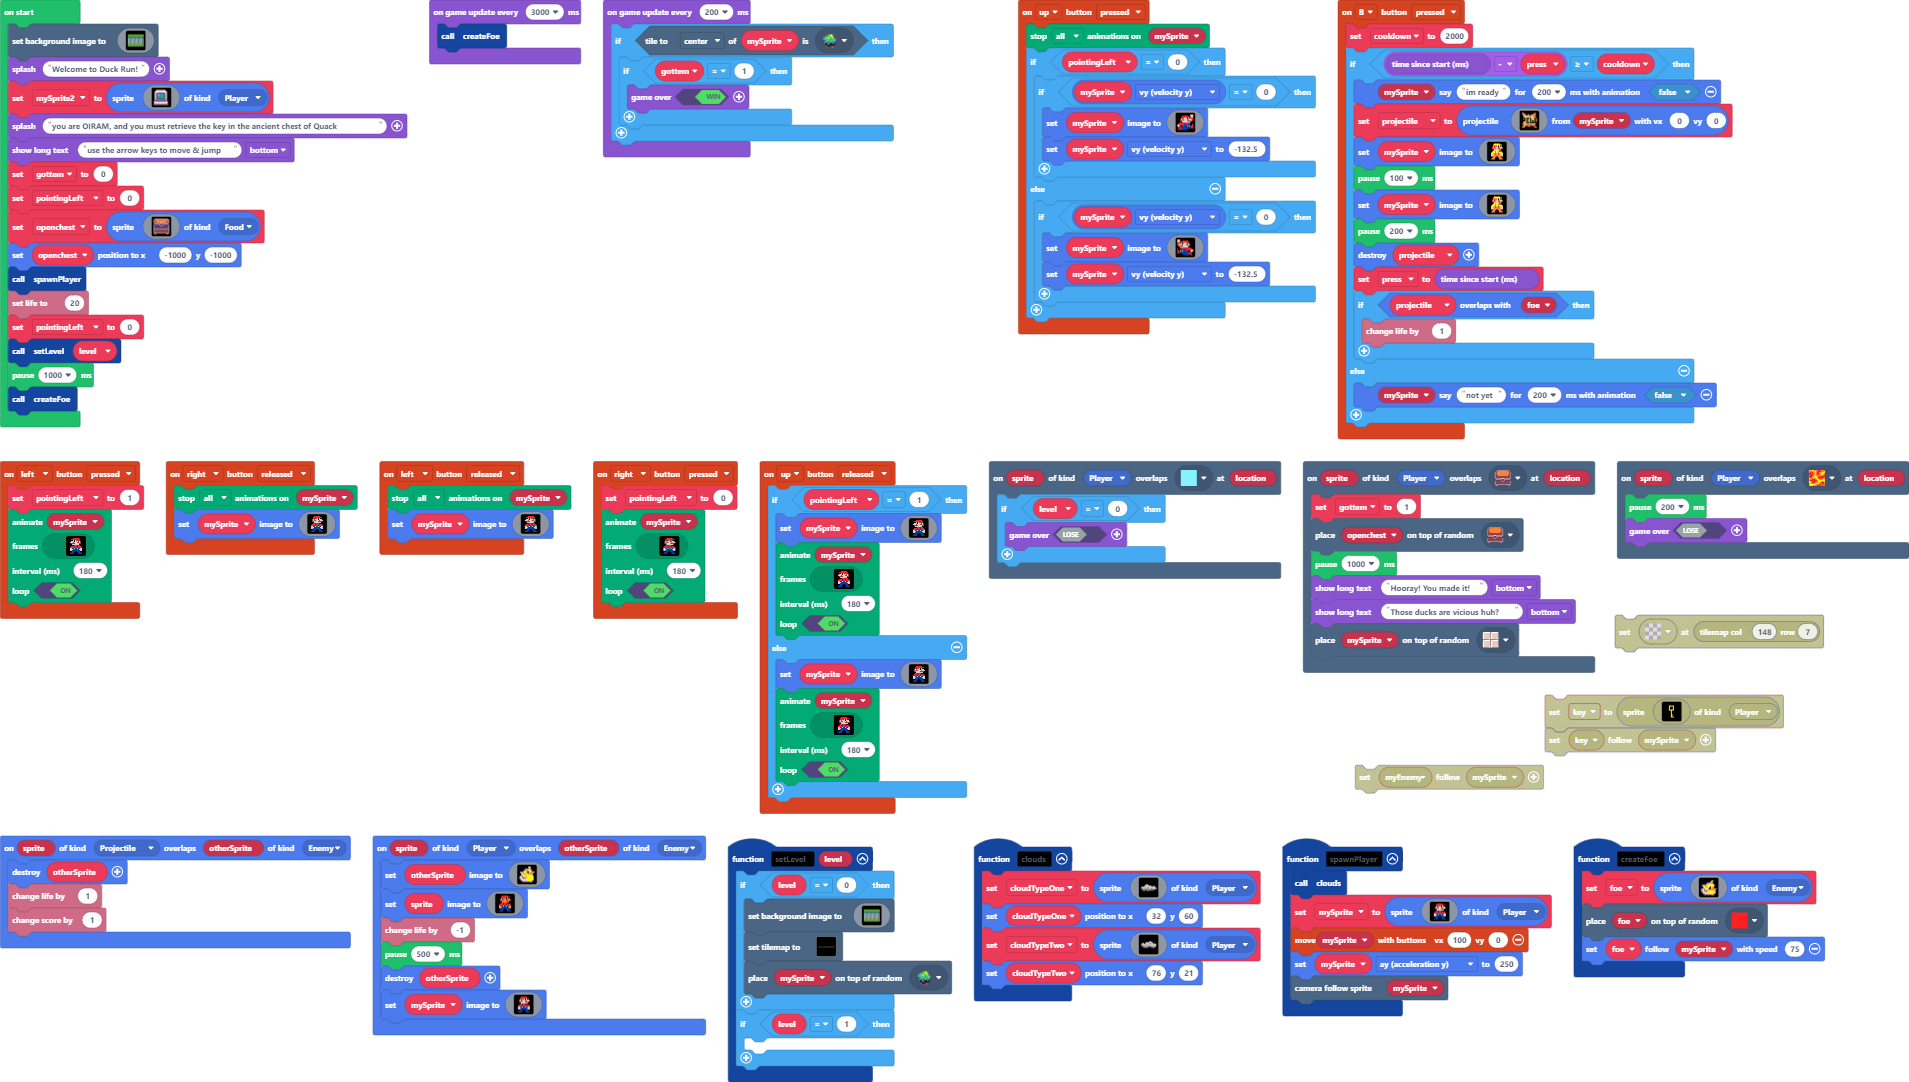 on start
set background image to
splash "Welcome to Duck Run!"
set mySprite2 to sprite of kind Player
splash "you are OIRAM, and you must retrieve the key in the ancient chest of Quack"
show long text "use the arrow keys to move & jump" bottom
set gottem to 0
set pointingLeft to 0
set openchest to sprite of kind Food
set openchest position to x -1000 y -1000
call spawnPlayer
set life to 20
set pointingLeft to 0
call setLevel level
pause 1000 ms
call createFoe
on game update every 3000 ms
call createFoe
on game update every 200 ms
if tile to center of mySprite is then
if gottem = 1 then
game over WIN
on up button pressed
stop all animations on mySprite
if pointingLeft = 0 then
if mySprite vy (velocity y) = 0 then
set mySprite image to
set mySprite vy (velocity y) to -132.5
else
if mySprite vy (velocity y) = 0 then
set mySprite image to
set mySprite vy (velocity y) to -132.5
on B button pressed
set cooldown to 2000
if time since start (ms) - press ≥ cooldown then
mySprite say "im ready" for 200 ms with animation false
set projectile to projectile from mySprite with vx 0 vy 0
set mySprite image to
pause 100 ms
set mySprite image to
pause 200 ms
destroy projectile
set press to time since start (ms)
if projectile overlaps with foe then
change life by 1
else
mySprite say "not yet" for 200 ms with animation false
on left button pressed
set pointingLeft to 1
animate mySprite
frames
interval (ms) 180
loop ON
on right button released
stop all animations on mySprite
set mySprite image to
on left button released
stop all animations on mySprite
set mySprite image to
on right button pressed
set pointingLeft to 0
animate mySprite
frames
interval (ms) 180
loop ON
on up button released
if pointingLeft = 1 then
set mySprite image to
animate mySprite
frames
interval (ms) 180
loop ON
else
set mySprite image to
animate mySprite
frames
interval (ms) 180
loop ON
on sprite of kind Player overlaps at location
if level = 0 then
game over LOSE
on sprite of kind Player overlaps at location
set gottem to 1
place openchest on top of random
pause 1000 ms
show long text "Hooray! You made it!" bottom
show long text "Those ducks are vicious huh?" bottom
place mySprite on top of random
on sprite of kind Player overlaps at location
pause 200 ms
game over LOSE
set at tilemap col 148 row 7
set key to sprite of kind Player
set key follow mySprite
set myEnemy follow mySprite
on sprite of kind Projectile overlaps otherSprite of kind Enemy
destroy otherSprite
change life by 1
change score by 1
on sprite of kind Player overlaps otherSprite of kind Enemy
set otherSprite image to
set sprite image to
change life by -1
pause 500 ms
destroy otherSprite
set mySprite image to
function setLevel level
if level = 0 then
set background image to
set tilemap to
place mySprite on top of random
if level = 1 then
function clouds
set cloudTypeOne to sprite of kind Player
set cloudTypeOne position to x 32 y 60
set cloudTypeTwo to sprite of kind Player
set cloudTypeTwo position to x 76 y 21
function spawnPlayer
call clouds
set mySprite to sprite of kind Player
move mySprite with buttons vx 100 vy 0
set mySprite ay (acceleration y) to 250
camera follow sprite mySprite
function createFoe
set foe to sprite of kind Enemy
place foe on top of random
set foe follow mySprite with speed 75